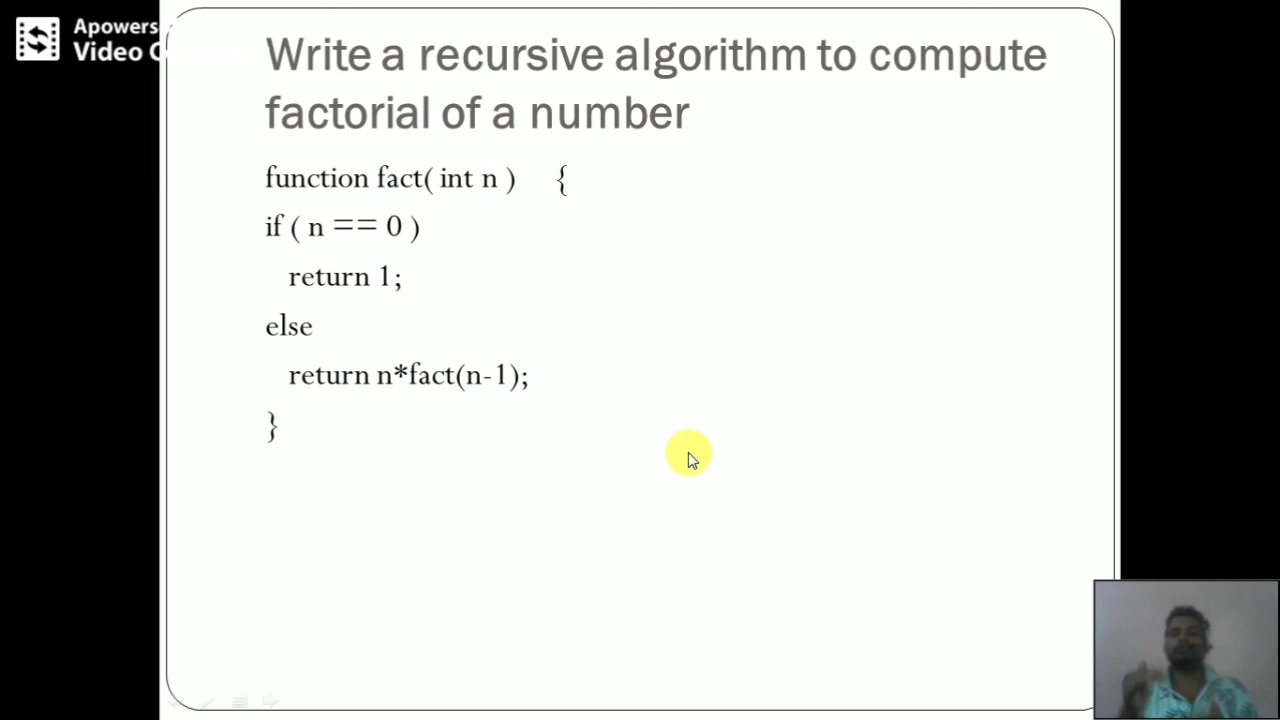 Apowers
Video C
Write a recursive algorithm to compute
factorial of a number
function fact( int n ) {
if ( n == 0 )
return 1;
else
return n*fact(n-1);
}